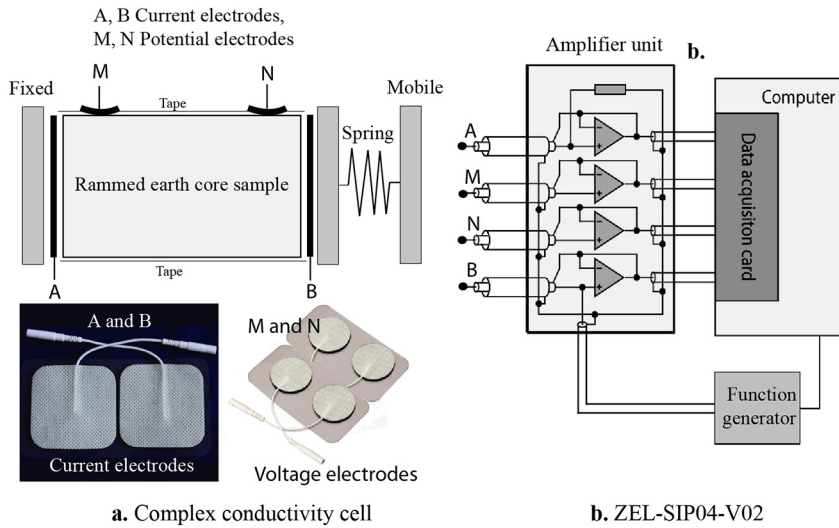 A, B Current electrodes,
M, N Potential electrodes
Fixed
M
Tape
N
Mobile
Spring
Rammed earth core sample
Tape
A
B
A and B
Current electrodes
M and N
Voltage electrodes
a. Complex conductivity cell
Amplifier unit
b.
Computer
A
M
N
B
-
+
-
+
-
+
-
+
Data acquisiton card
Function
generator
b. ZEL-SIP04-V02